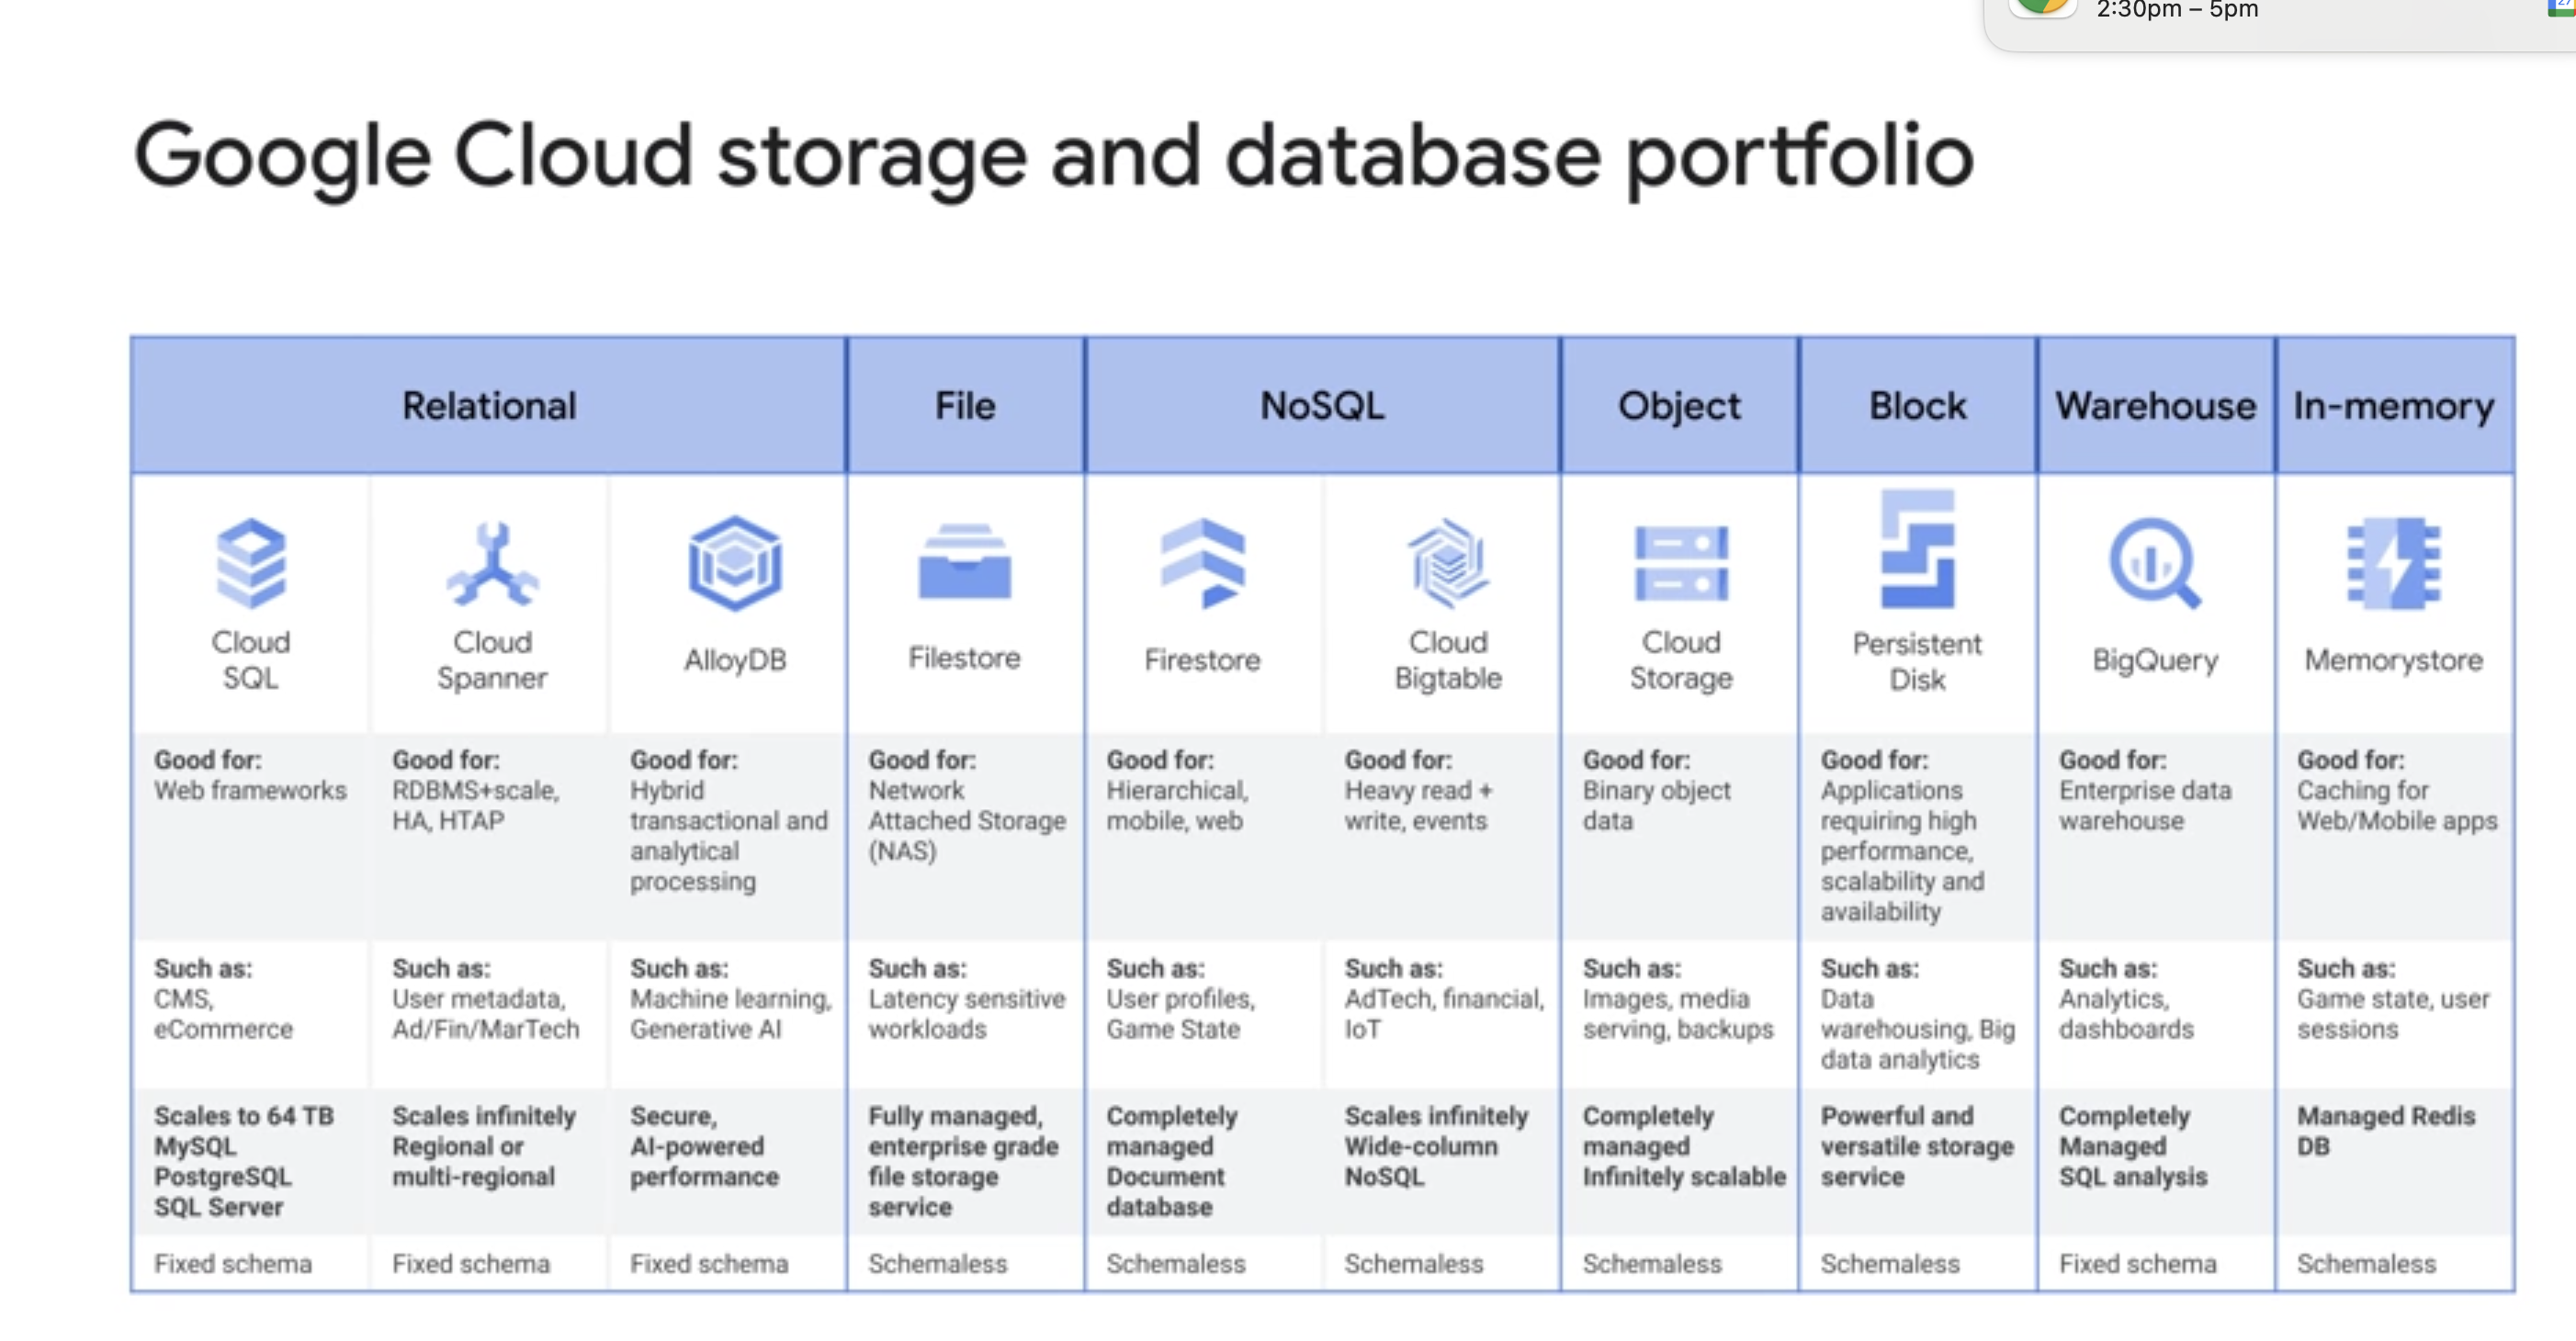 2:30pm – 5pm
27
Google Cloud storage and database portfolio
Relational
File
NoSQL
Object
Block
Warehouse
In-memory
Cloud
SQL
Cloud
Spanner
AlloyDB
Filestore
Firestore
Cloud
Bigtable
Cloud
Storage
Persistent
Disk
BigQuery
Memorystore
Good for:
Web frameworks
Good for:
RDBMS+scale,
HA, HTAP
Good for:
Hybrid
transactional and
analytical
processing
Good for:
Network
Attached Storage
(NAS)
Good for:
Hierarchical,
mobile, web
Good for:
Heavy read +
write, events
Good for:
Binary object
data
Good for:
Applications
requiring high
performance,
scalability and
availability
Good for:
Enterprise data
warehouse
Good for:
Caching for
Web/Mobile apps
Such as:
CMS,
eCommerce
Such as:
User metadata,
Ad/Fin/MarTech
Such as:
Machine learning,
Generative AI
Such as:
Latency sensitive
workloads
Such as:
User profiles,
Game State
Such as:
AdTech, financial,
IoT
Such as:
Images, media
serving, backups
Such as:
Data
warehousing, Big
data analytics
Such as:
Analytics,
dashboards
Such as:
Game state, user
sessions
Scales to 64 TB
MySQL
PostgreSQL
SQL Server
Scales infinitely
Regional or
multi-regional
Secure,
AI-powered
performance
Fully managed,
enterprise grade
file storage
service
Completely
managed
Document
database
Scales infinitely
Wide-column
NoSQL
Completely
managed
Infinitely scalable
Powerful and
versatile storage
service
Completely
Managed
SQL analysis
Managed Redis
DB
Fixed schema
Fixed schema
Fixed schema
Schemaless
Schemaless
Schemaless
Schemaless
Schemaless
Fixed schema
Schemaless